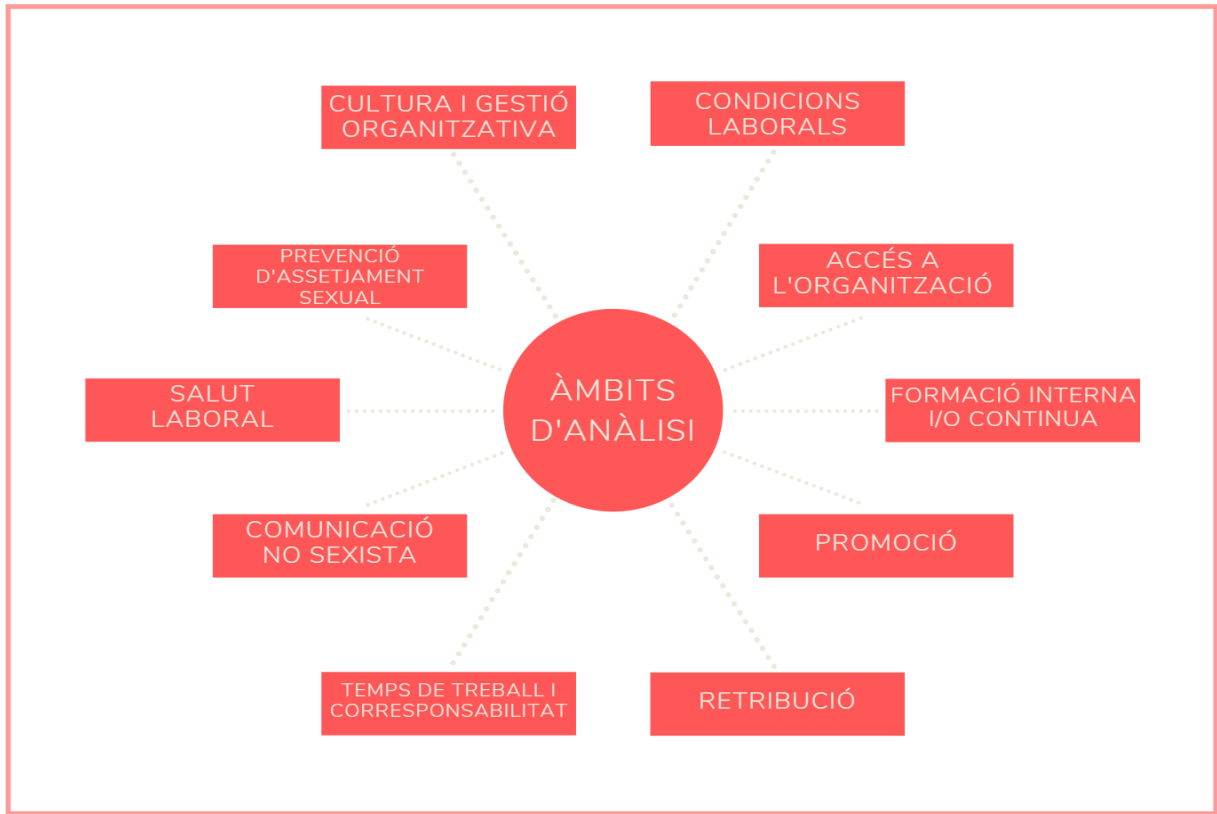 CULTURA I GESTIÓ
ORGANITZATIVA
CONDICIONS
LABORALS
PREVENCIÓ
D'ASSETJAMENT
SEXUAL
ACCÉS A
L'ORGANITZACIÓ
SALUT
LABORAL
ÀMBITS
D'ANÀLISI
FORMACIÓ INTERNA
I/O CONTINUA
COMUNICACIÓ
NO SEXISTA
PROMOCIÓ
TEMPS DE TREBALL I
CORRESPONSABILITAT
RETRIBUCIÓ